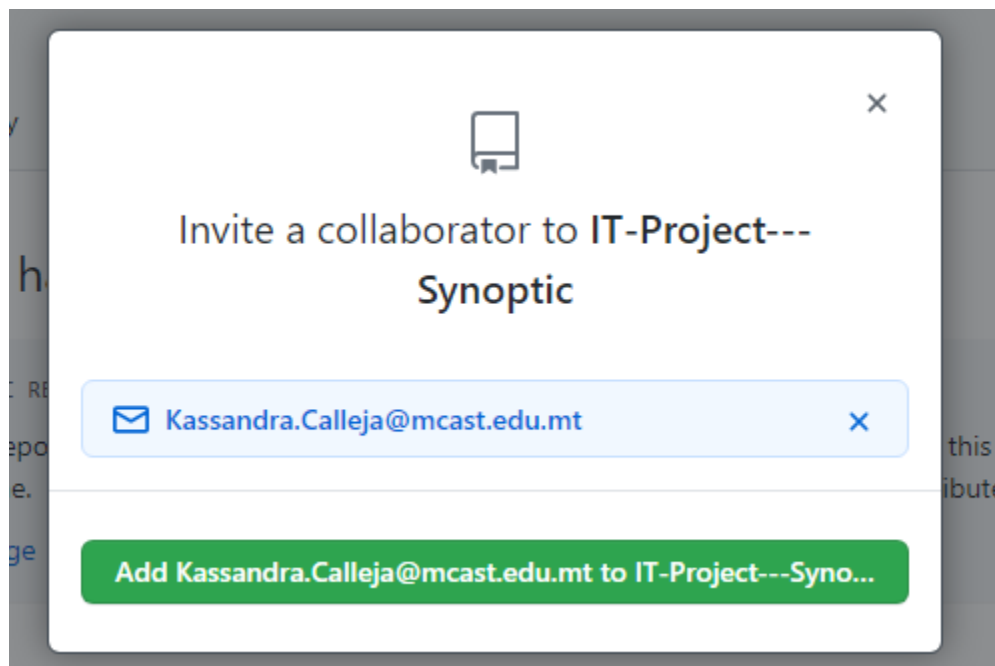 Invite a collaborator to IT-Project---
Synoptic
Kassandra.Calleja@mcast.edu.mt
this
e.
Add Kassandra.Calleja@mcast.edu.mt to IT-Project---Syno...